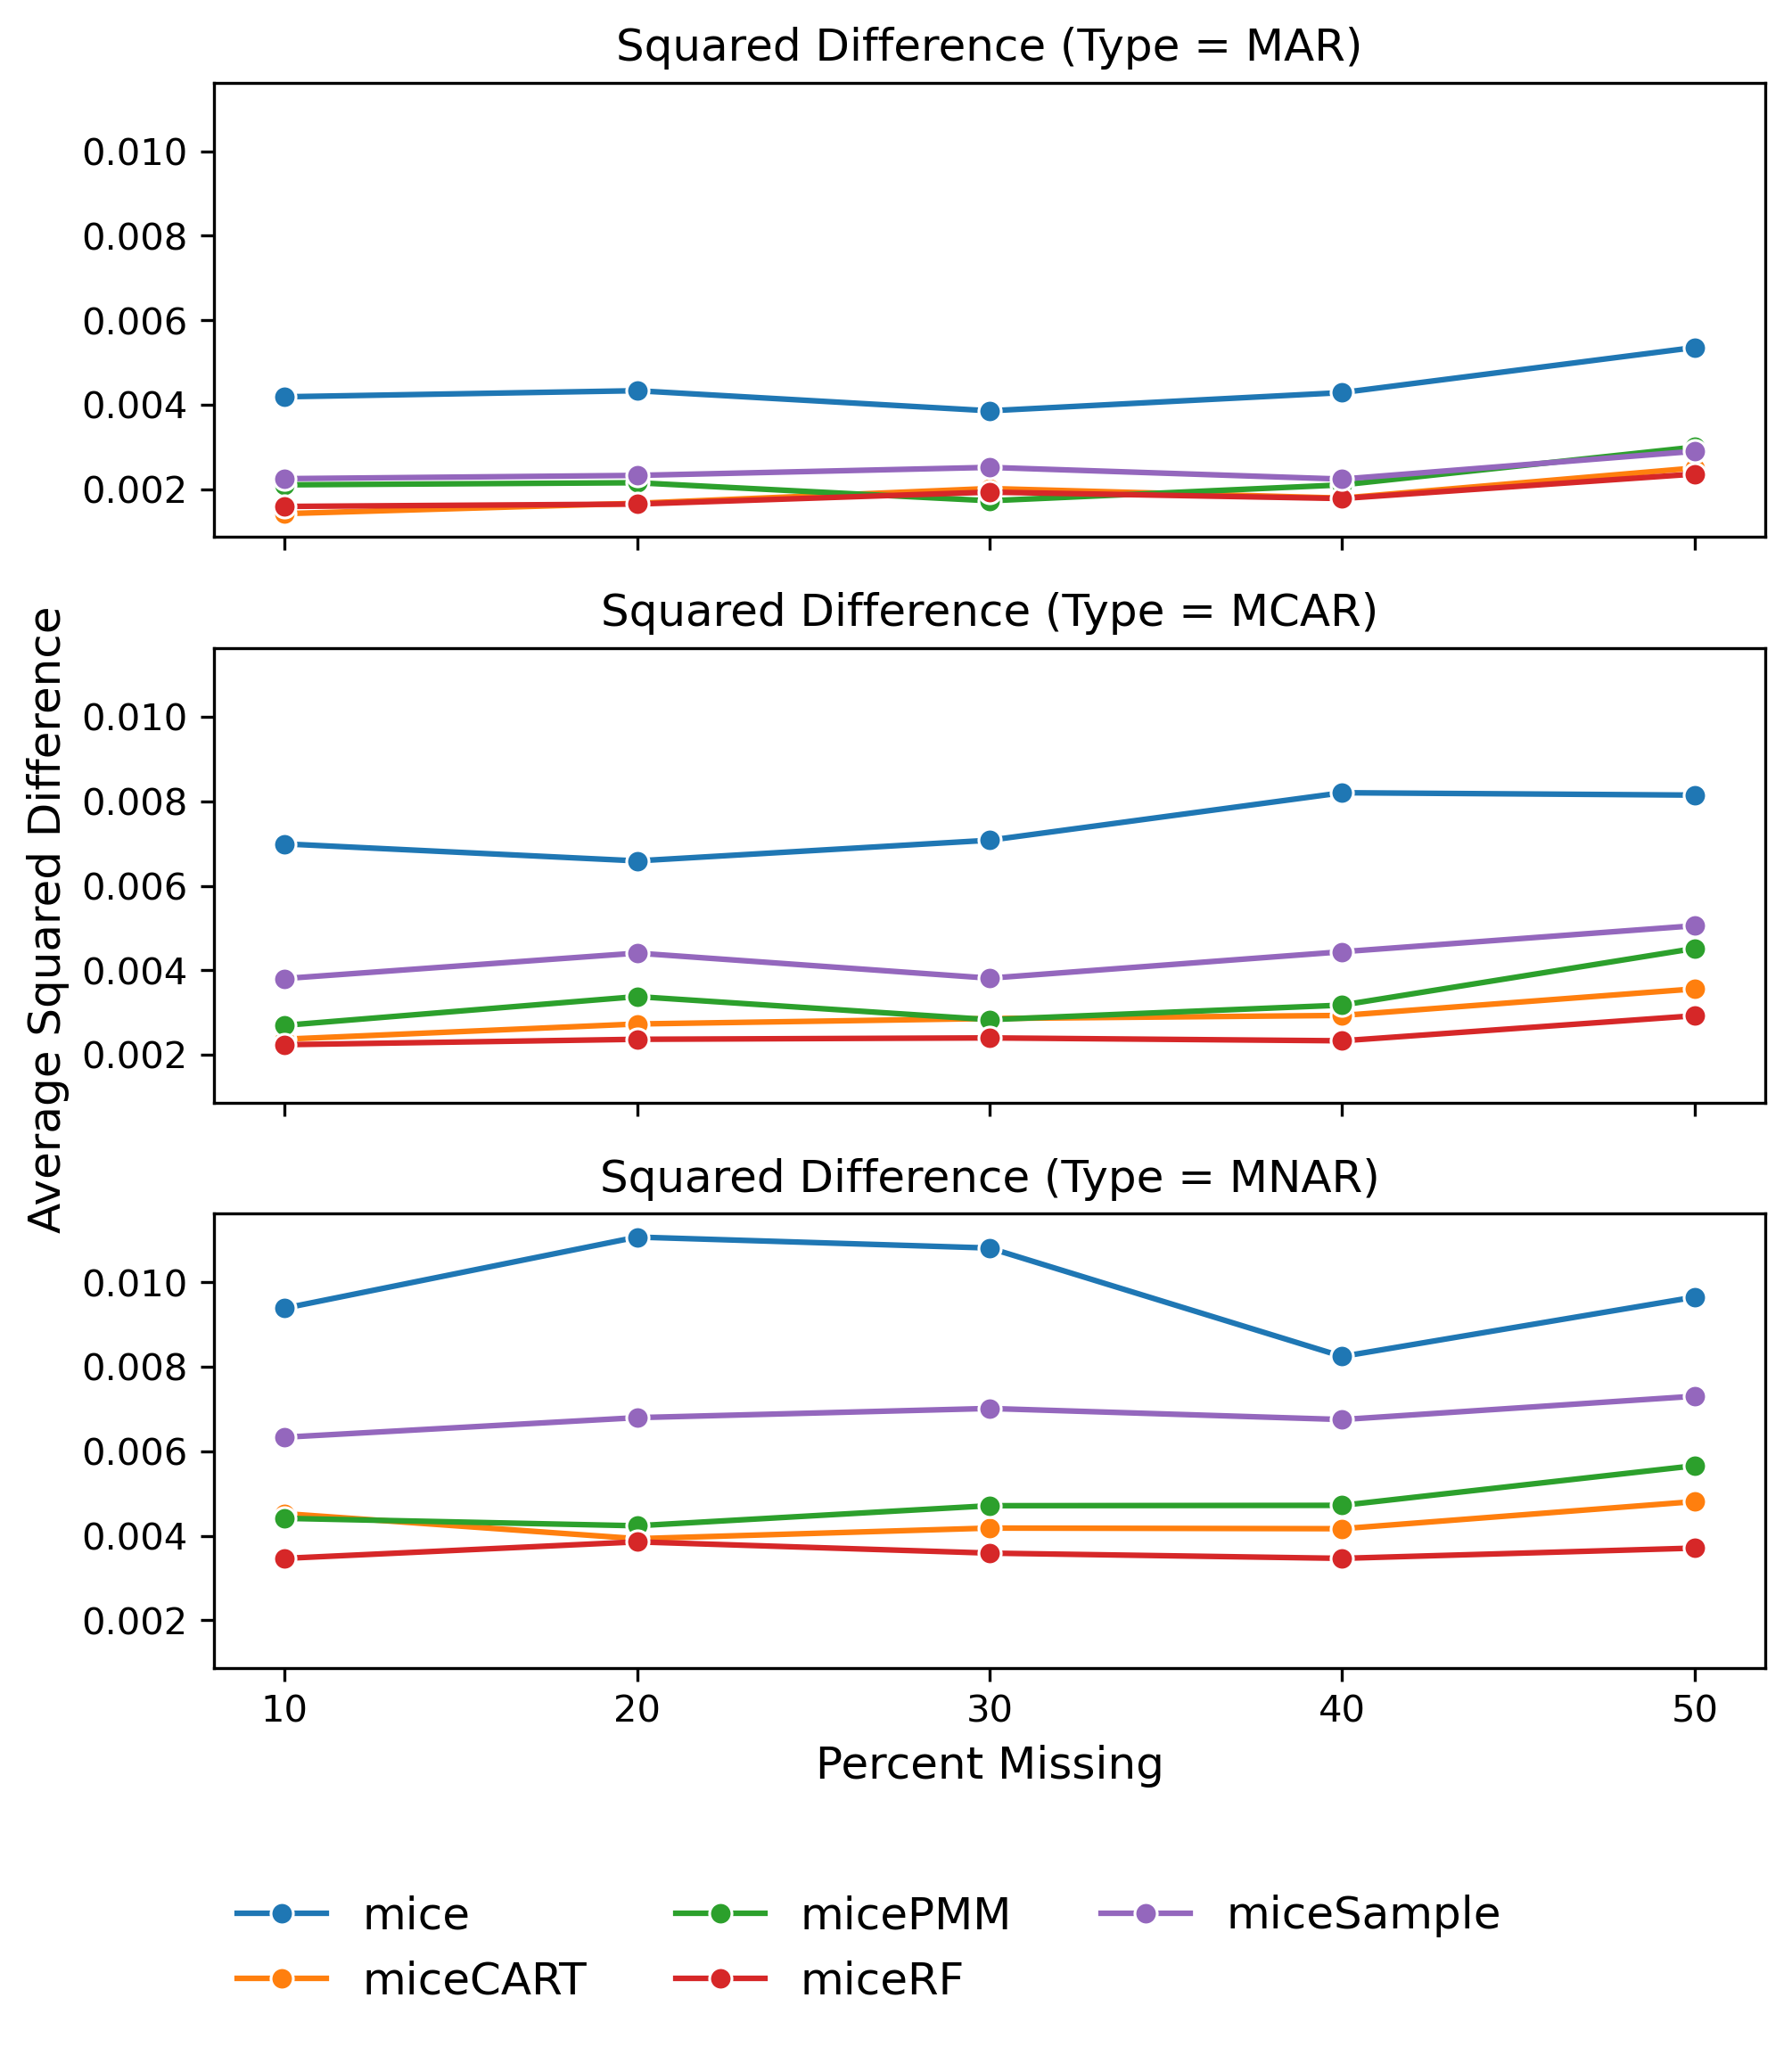 Squared Difference (Type = MAR)
0.010
0.008
0.006
0.004
0.002
Squared Difference (Type = MCAR)
0.010
0.008
0.006
0.004
0.002
Average Squared Difference
Squared Difference (Type = MNAR)
0.010
0.008
0.006
0.004
0.002
10 20 30 40 50
Percent Missing
mice micePMM miceSample
miceCART miceRF